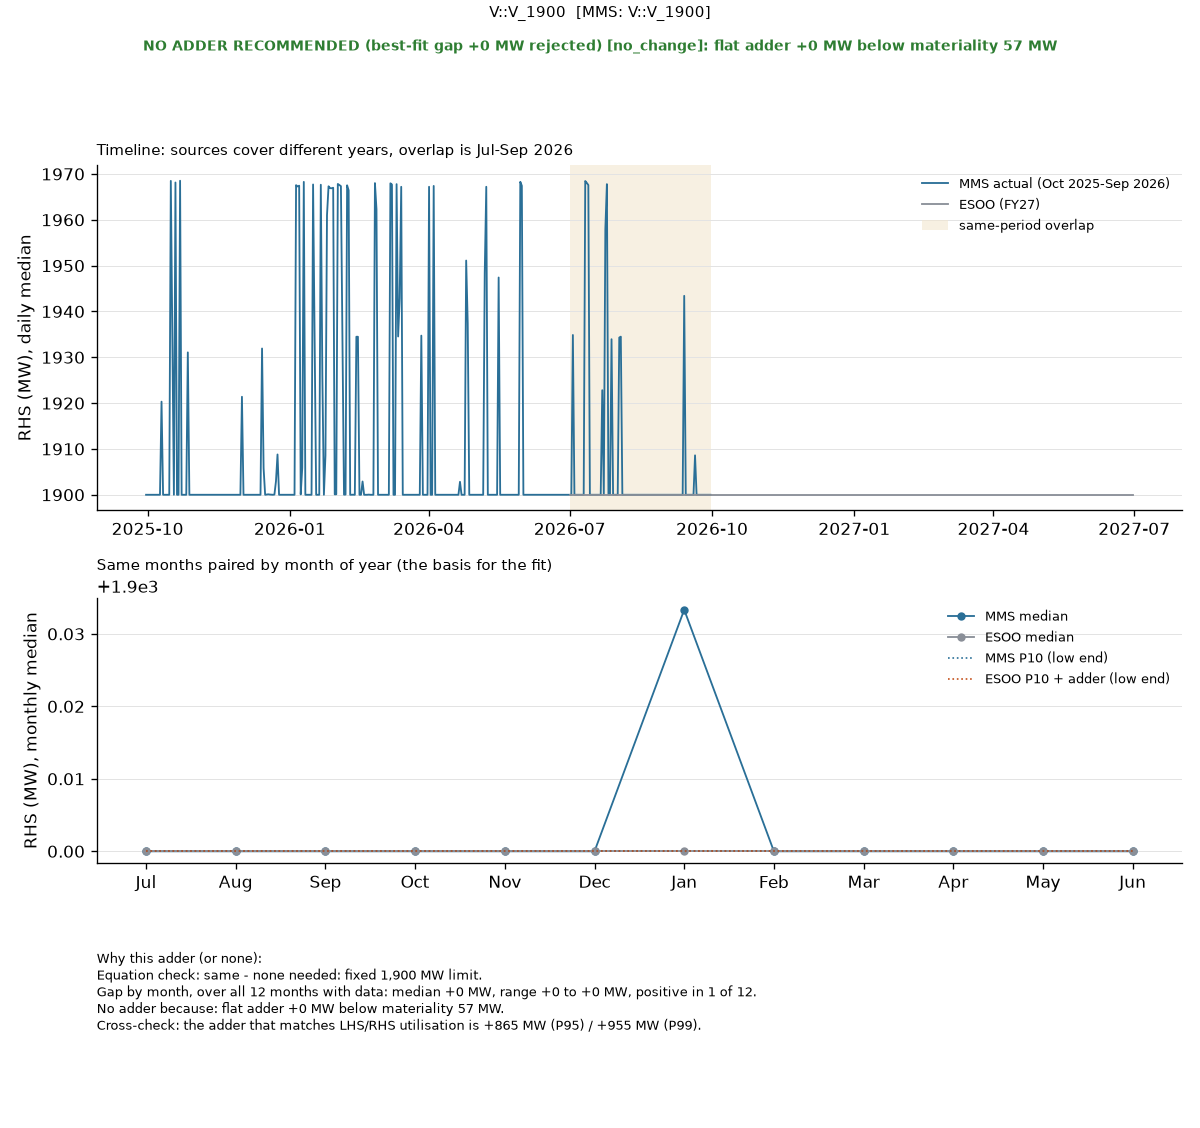 V::V_1900  [MMS: V::V_1900]
NO ADDER RECOMMENDED (best-fit gap +0 MW rejected) [no_change]: flat adder +0 MW below materiality 57 MW
Timeline: sources cover different years, overlap is Jul-Sep 2026
RHS (MW), daily median
1970
1960
1950
1940
1930
1920
1910
1900
MMS actual (Oct 2025-Sep 2026)
ESOO (FY27)
same-period overlap
2025-10
2026-01
2026-04
2026-07
2026-10
2027-01
2027-04
2027-07
Same months paired by month of year (the basis for the fit)
+1.9e3
RHS (MW), monthly median
0.03
0.02
0.01
0.00
MMS median
ESOO median
MMS P10 (low end)
ESOO P10 + adder (low end)
Jul
Aug
Sep
Oct
Nov
Dec
Jan
Feb
Mar
Apr
May
Jun
Why this adder (or none):
Equation check: same - none needed: fixed 1,900 MW limit.
Gap by month, over all 12 months with data: median +0 MW, range +0 to +0 MW, positive in 1 of 12.
No adder because: flat adder +0 MW below materiality 57 MW.
Cross-check: the adder that matches LHS/RHS utilisation is +865 MW (P95) / +955 MW (P99).